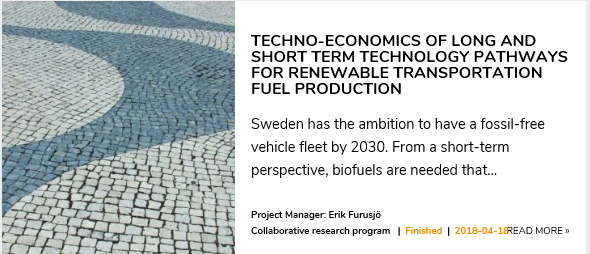 TECHNO-ECONOMICS OF LONG AND
SHORT TERM TECHNOLOGY PATHWAYS
FOR RENEWABLE TRANSPORTATION
FUEL PRODUCTION
Sweden has the ambition to have a fossil-free
vehicle fleet by 2030. From a short-term
perspective, biofuels are needed that...
Project Manager: Erik Furusjö
Collaborative research program | Finished | 2018-04-18 READ MORE »